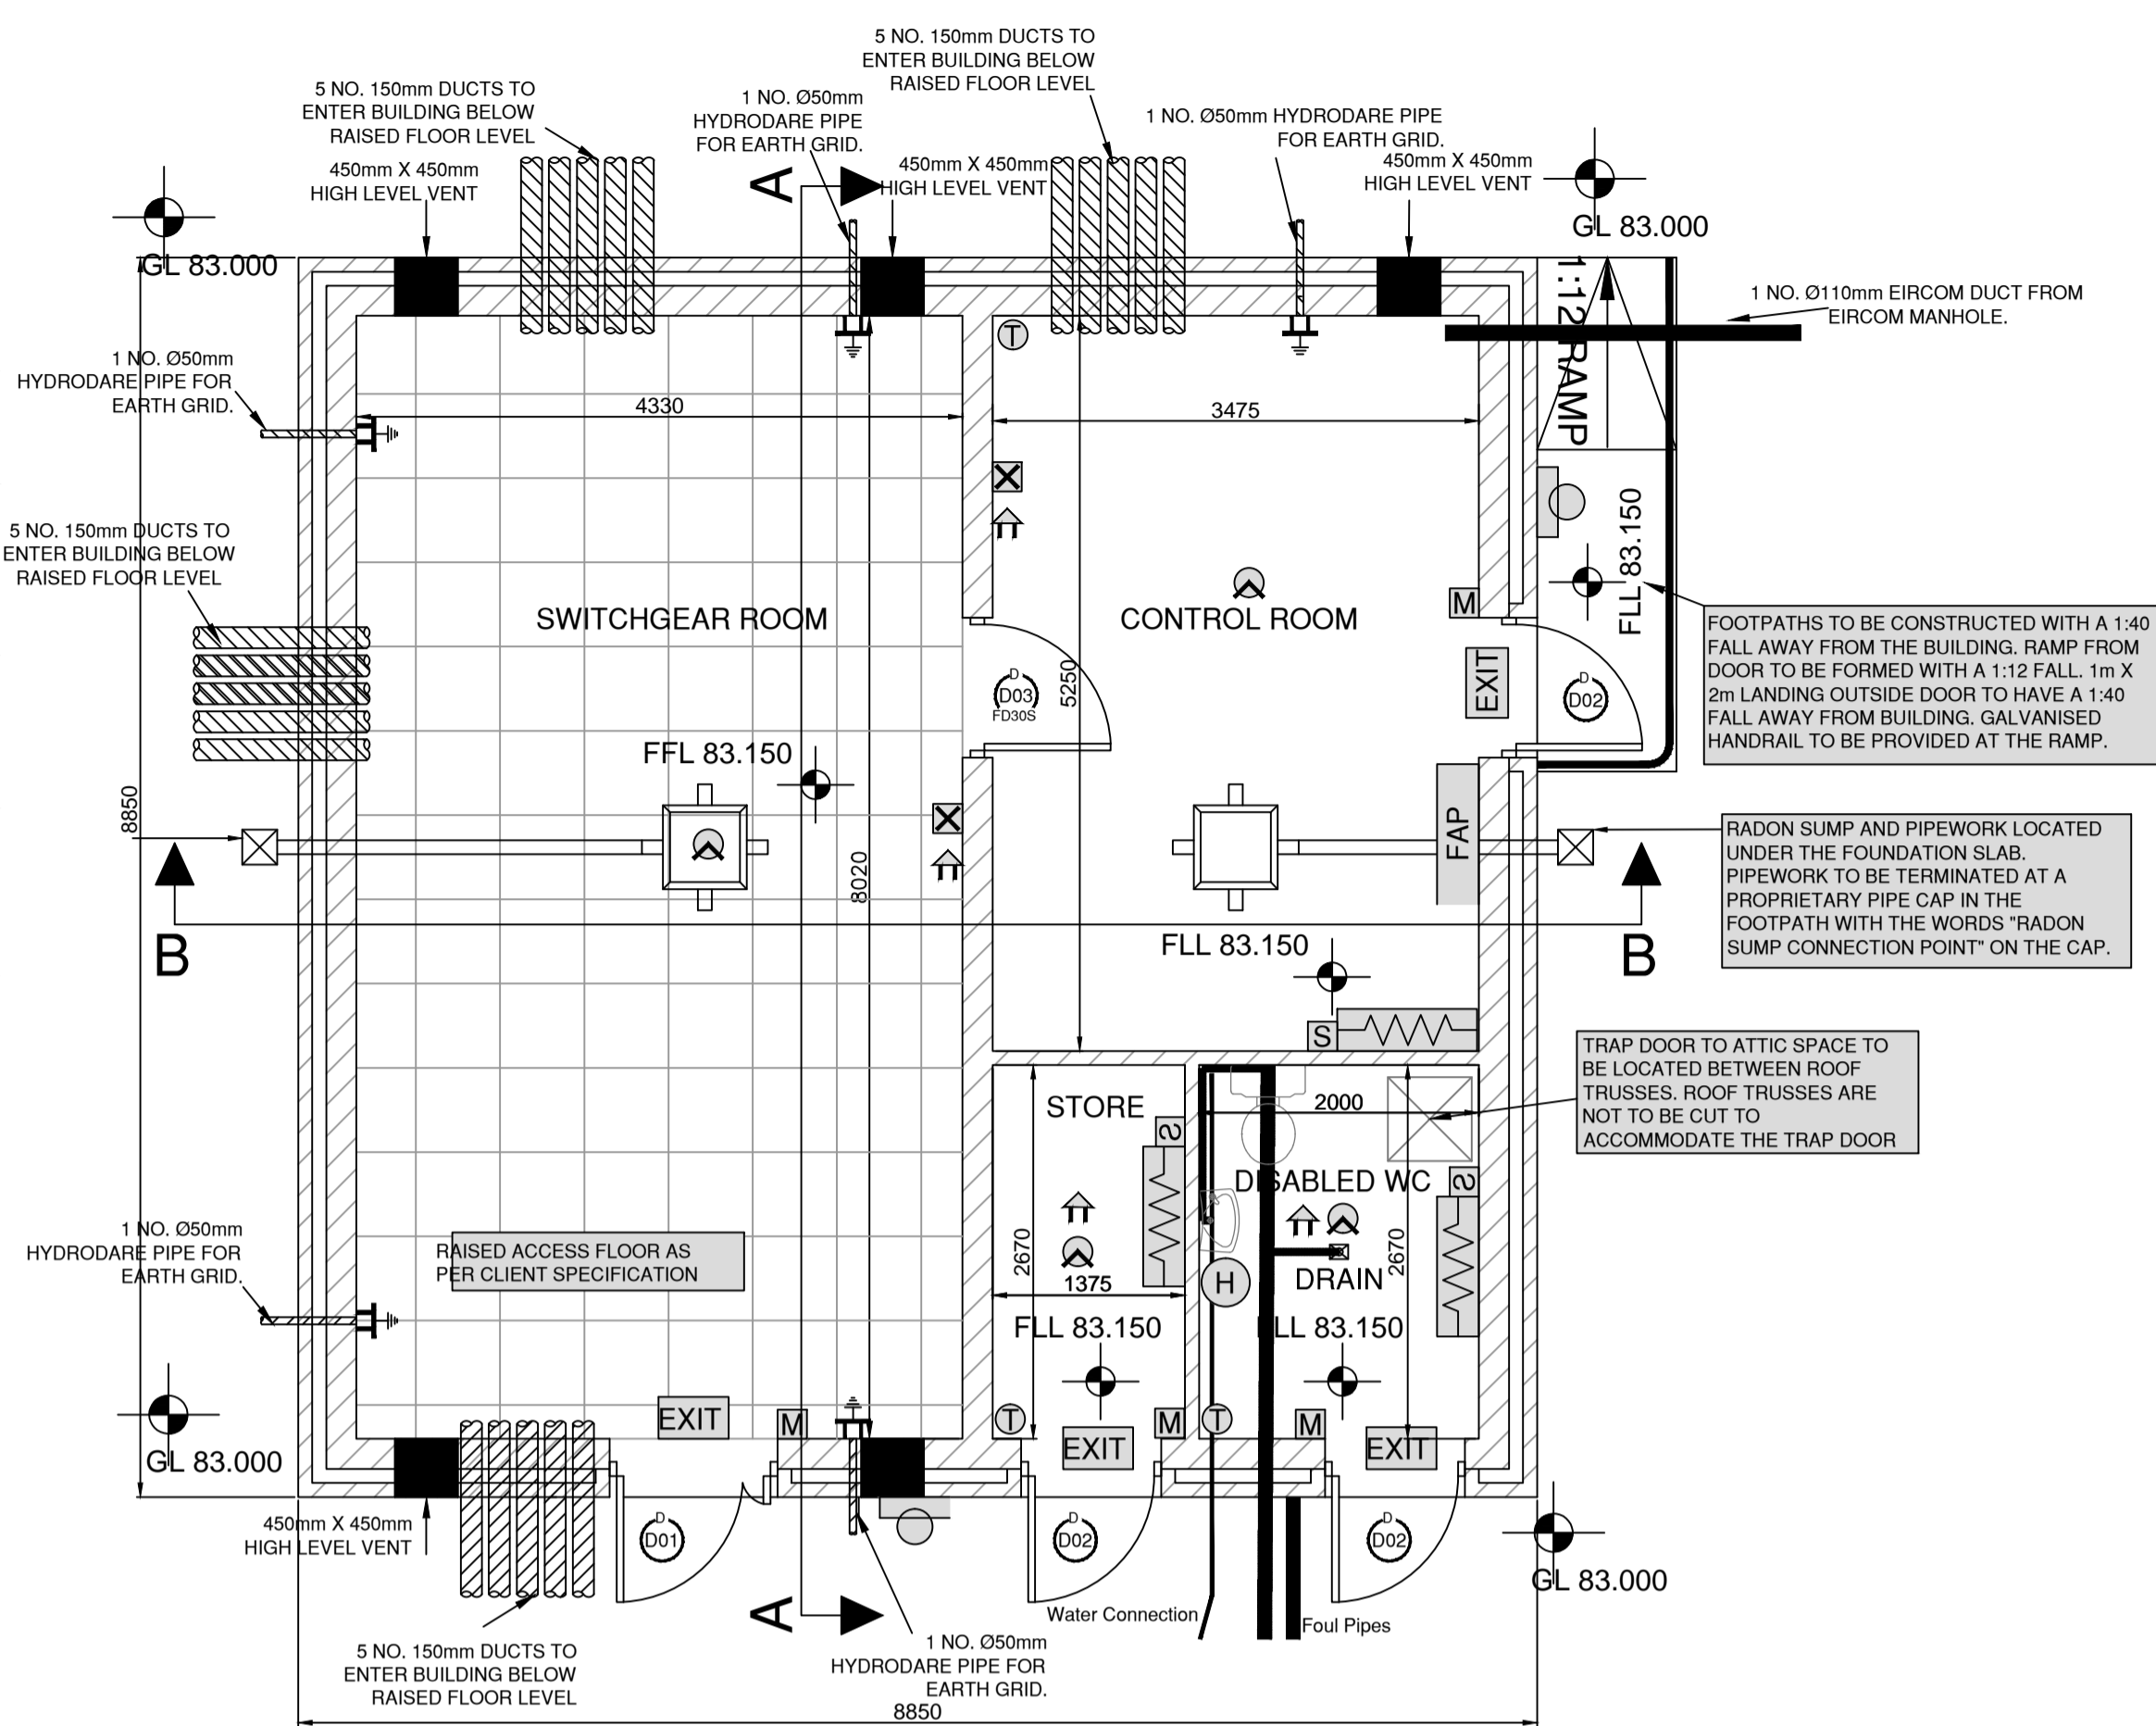 5 NO. 150mm DUCTS TO
ENTER BUILDING BELOW
RAISED FLOOR LEVEL
5 NO. 150mm DUCTS TO
ENTER BUILDING BELOW
RAISED FLOOR LEVEL
1 NO. Ø50mm
HYDRODARE PIPE
FOR EARTH GRID.
1 NO. Ø50mm HYDRODARE PIPE
FOR EARTH GRID.
450mm X 450mm
HIGH LEVEL VENT
A
450mm X 450mm
HIGH LEVEL VENT
450mm X 450mm
HIGH LEVEL VENT
GL 83.000
GL 83.000
1:12 RAMP
1 NO. Ø110mm EIRCOM DUCT FROM
EIRCOM MANHOLE.
T
1 NO. Ø50mm
HYDRODARE PIPE FOR
EARTH GRID.
4330
3475
5 NO. 150mm DUCTS TO
ENTER BUILDING BELOW
RAISED FLOOR LEVEL
FLL 83.150
SWITCHGEAR ROOM
CONTROL ROOM
M
EXIT
D
D03
FD30S
5250
D
D02
FOOTPATHS TO BE CONSTRUCTED WITH A 1:40
FALL AWAY FROM THE BUILDING. RAMP FROM
DOOR TO BE FORMED WITH A 1:12 FALL. 1m X
2m LANDING OUTSIDE DOOR TO HAVE A 1:40
FALL AWAY FROM BUILDING. GALVANISED
HANDRAIL TO BE PROVIDED AT THE RAMP.
FFL 83.150
8850
8020
FAP
RADON SUMP AND PIPEWORK LOCATED
UNDER THE FOUNDATION SLAB.
PIPEWORK TO BE TERMINATED AT A
PROPRIETARY PIPE CAP IN THE
FOOTPATH WITH THE WORDS "RADON
SUMP CONNECTION POINT" ON THE CAP.
B
B
FLL 83.150
S
TRAP DOOR TO ATTIC SPACE TO
BE LOCATED BETWEEN ROOF
TRUSSES. ROOF TRUSSES ARE
NOT TO BE CUT TO
ACCOMMODATE THE TRAP DOOR
STORE
S
2000
DISABLED WC
S
1 NO. Ø50mm
HYDRODARE PIPE FOR
EARTH GRID.
RAISED ACCESS FLOOR AS
PER CLIENT SPECIFICATION
2670
1375
H
DRAIN
2670
FLL 83.150
FLL 83.150
GL 83.000
EXIT
M
T
EXIT
M
T
M
EXIT
450mm X 450mm
HIGH LEVEL VENT
D
D01
D
D02
D
D02
GL 83.000
A
Water Connection
Foul Pipes
5 NO. 150mm DUCTS TO
ENTER BUILDING BELOW
RAISED FLOOR LEVEL
1 NO. Ø50mm
HYDRODARE PIPE FOR
EARTH GRID.
8850